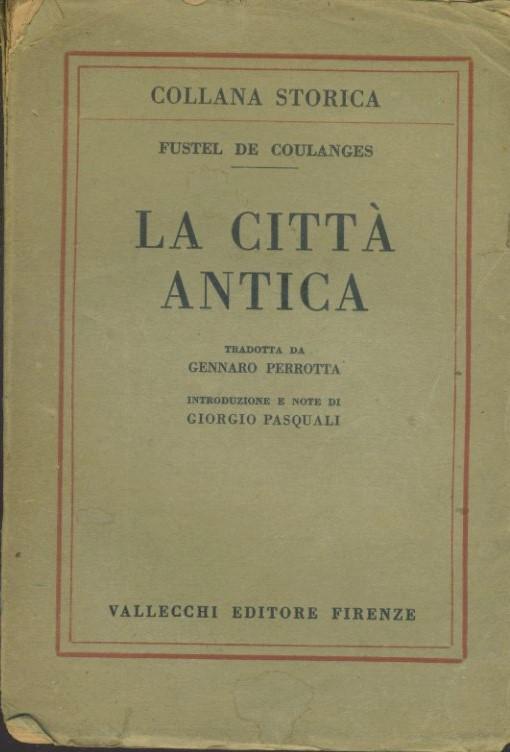 COLLANA STORICA
FUSTEL DE COULANGES
LA CITTÀ
ANTICA
TRADOTTA DA
GENNARO PERROTTA
INTRODUZIONE E NOTE DI
GIORGIO PASQUALI
VALLECCHI EDITORE FIRENZE